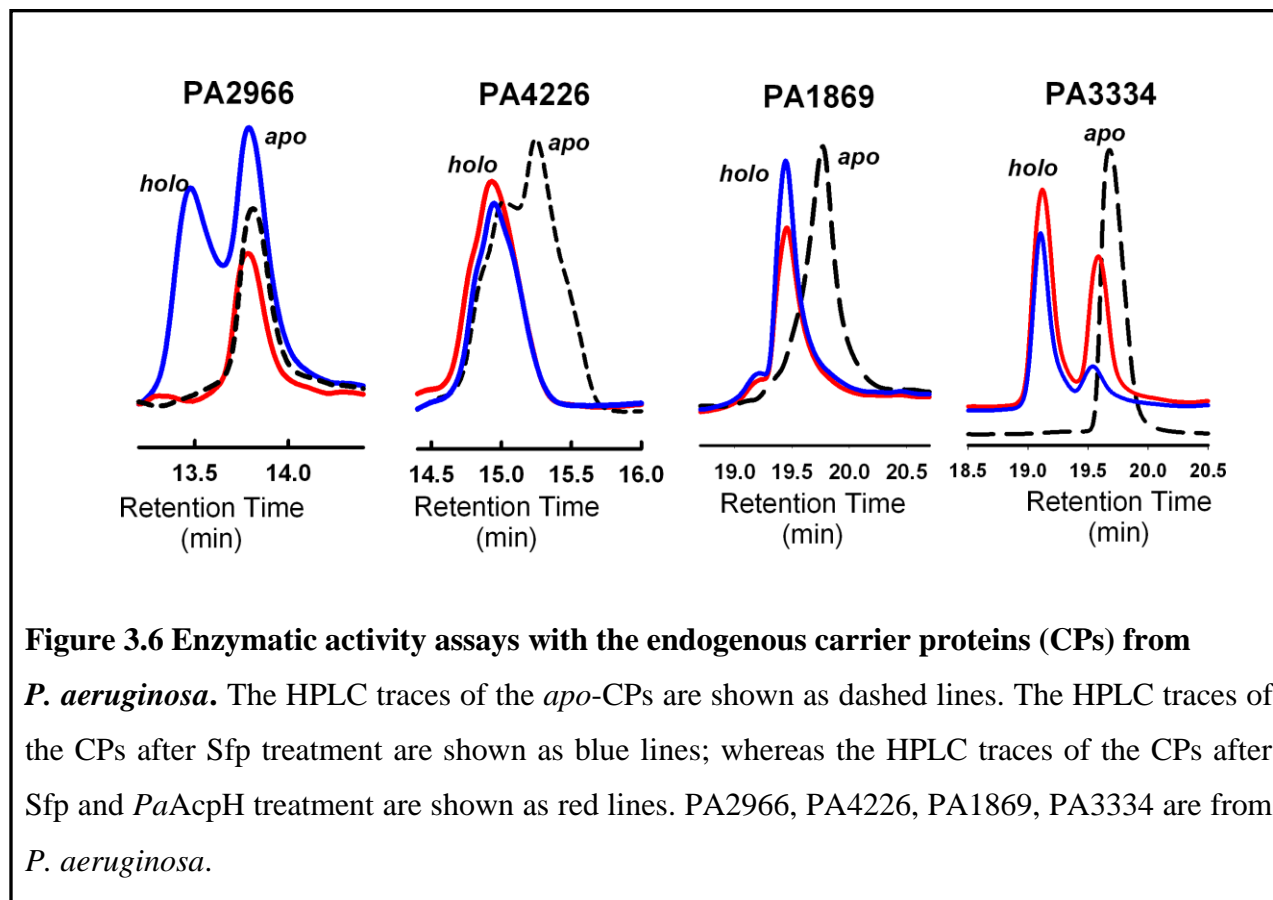 PA2966 PA4226 PA1869 PA3334
holo apo holo apo holo apo holo apo
13.5 14.0 14.5 15.0 15.5 16.0 19.0 19.5 20.0 20.5 18.5 19.0 19.5 20.0 20.5
Retention Time Retention Time Retention Time Retention Time
(min) (min) (min) (min)
Figure 3.6 Enzymatic activity assays with the endogenous carrier proteins (CPs) from
P. aeruginosa. The HPLC traces of the apo-CPs are shown as dashed lines. The HPLC traces of
the CPs after Sfp treatment are shown as blue lines; whereas the HPLC traces of the CPs after
Sfp and PaAcpH treatment are shown as red lines. PA2966, PA4226, PA1869, PA3334 are from
P. aeruginosa.